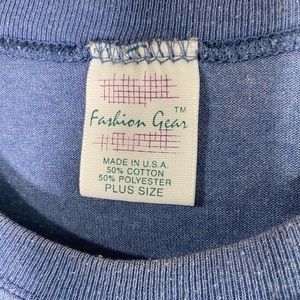 Fashion Gear™
MADE IN U.S.A.
50% COTTON
50% POLYESTER
PLUS SIZE